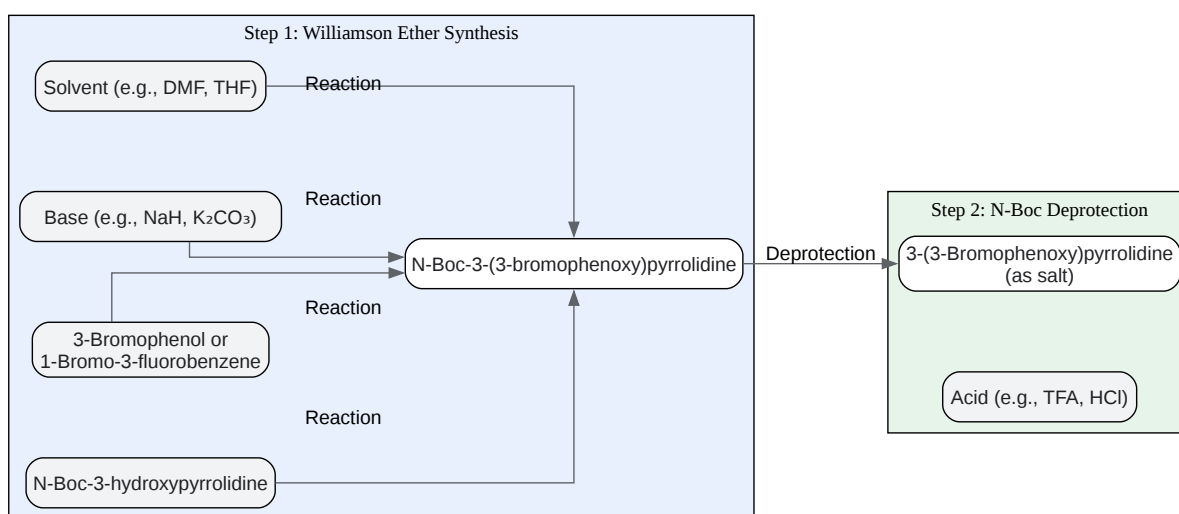 Step 1: Williamson Ether Synthesis
Solvent (e.g., DMF, THF)
Reaction
Reaction
Base (e.g., NaH, K₂CO₃)
N-Boc-3-(3-bromophenoxy)pyrrolidine
Reaction
3-Bromophenol or
1-Bromo-3-fluorobenzene
Reaction
N-Boc-3-hydroxypyrrolidine
Deprotection
Step 2: N-Boc Deprotection
3-(3-Bromophenoxy)pyrrolidine
(as salt)
Acid (e.g., TFA, HCl)